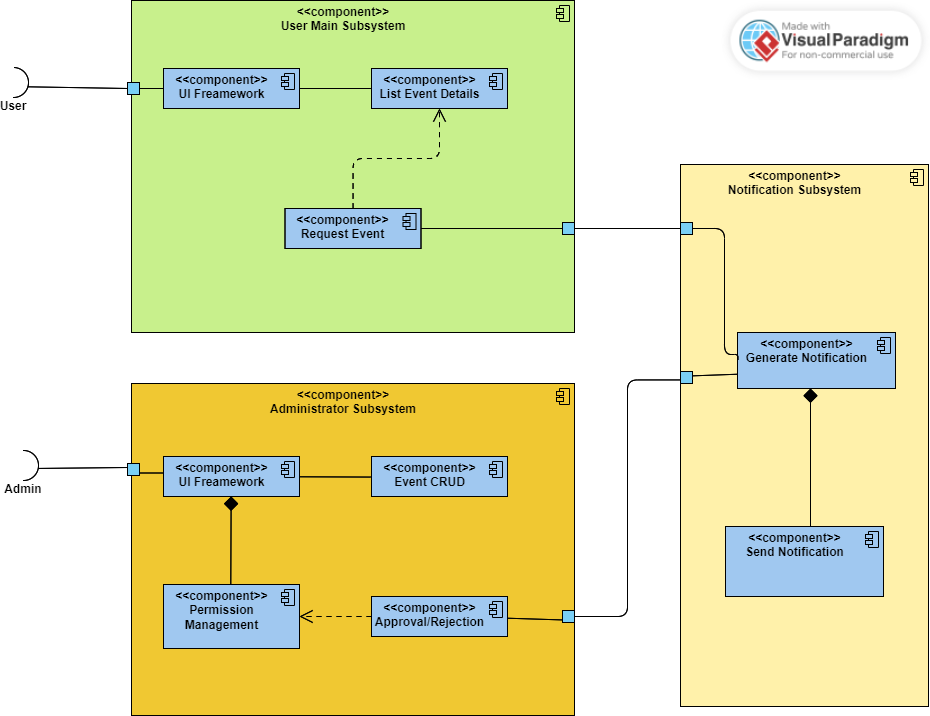 <<component>>
User Main Subsystem
Made with
VisualParadigm
For non-commercial use
<<component>>
UI Freamework
<<component>>
List Event Details
User
<<component>>
Notification Subsystem
<<component>>
Request Event
<<component>>
Generate Notification
<<component>>
Administrator Subsystem
<<component>>
UI Freamework
<<component>>
Event CRUD
Admin
<<component>>
Send Notification
<<component>>
Permission
Management
<<component>>
Approval/Rejection